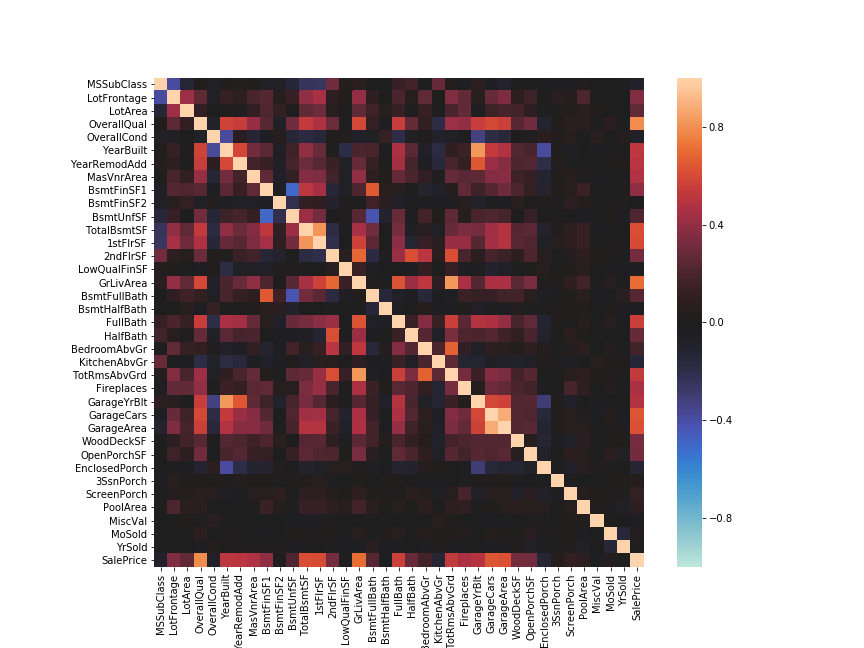 MSSubClass
LotFrontage
LotArea
OverallQual
OverallCond
YearBuilt
YearRemodAdd
MasVnrArea
BsmtFinSF1
BsmtFinSF2
BsmtUnfSF
TotalBsmtSF
1stFlrSF
2ndFlrSF
LowQualFinSF
GrLivArea
BsmtFullBath
BsmtHalfBath
FullBath
HalfBath
BedroomAbvGr
KitchenAbvGr
TotRmsAbvGrd
Fireplaces
GarageYrBlt
GarageCars
GarageArea
WoodDeckSF
OpenPorchSF
EnclosedPorch
3SsnPorch
ScreenPorch
PoolArea
MiscVal
MoSold
YrSold
SalePrice
MSSubClass
LotFrontage
LotArea
OverallQual
OverallCond
YearBuilt
YearRemodAdd
MasVnrArea
BsmtFinSF1
BsmtFinSF2
BsmtUnfSF
TotalBsmtSF
1stFlrSF
2ndFlrSF
LowQualFinSF
GrLivArea
BsmtFullBath
BsmtHalfBath
FullBath
HalfBath
BedroomAbvGr
KitchenAbvGr
TotRmsAbvGrd
Fireplaces
GarageYrBlt
GarageCars
GarageArea
WoodDeckSF
OpenPorchSF
EnclosedPorch
3SsnPorch
ScreenPorch
PoolArea
MiscVal
MoSold
YrSold
SalePrice
0.8
0.4
0.0
−0.4
−0.8